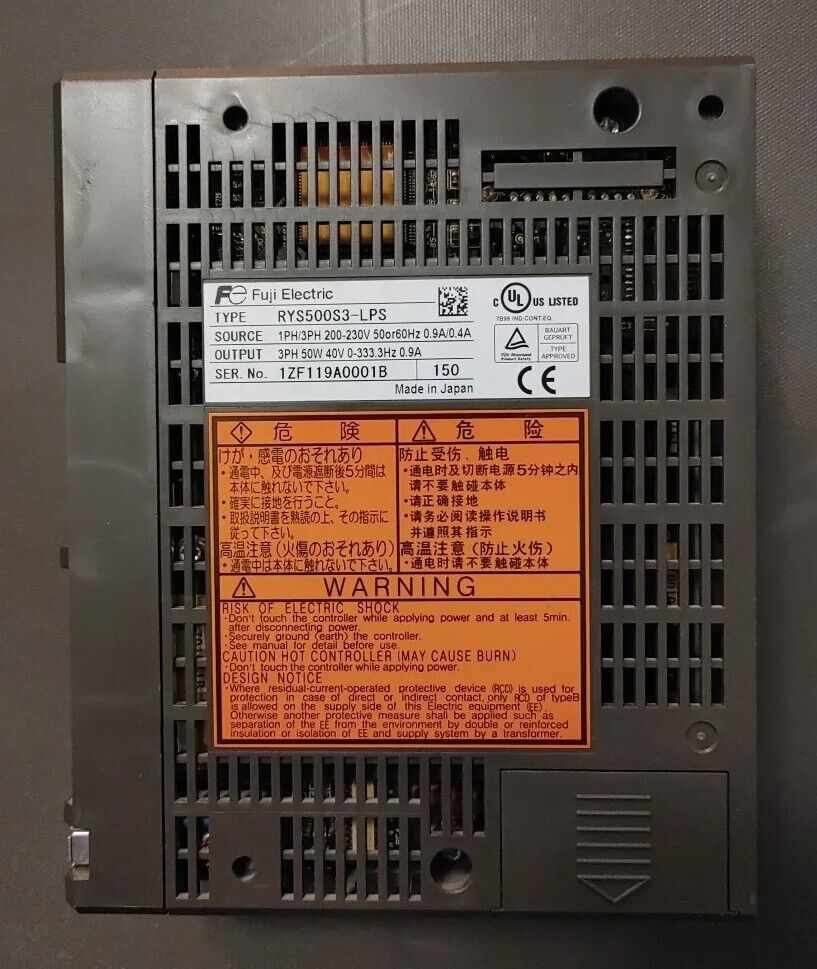 Fe Fuji Electric
TYPE RYS500S3-LPS
SOURCE 1PH/3PH 200-230V 50or60Hz 0.9A/0.4A
OUTPUT 3PH 50W 40V 0-333.3Hz 0.9A
SER. No. 1ZF119A0001B 150
Made in Japan
C UL US LISTED
7B98 IND.CONT.EQ.
TÜV Rheinland
Product Safety
BAUART
GEPRÜFT
TYPE
APPROVED
CE
危 険
けが・感電のおそれあり
・通電中、及び電源遮断後5分間は
本体に触れないで下さい。
・確実に接地を行うこと。
・取扱説明書を熟読の上、その指示に
従って下さい。
高温注意(火傷のおそれあり)
・通電中は本体に触れないで下さい。
危 险
防止受伤、触电
・通电时及切断电源5分钟之内
请不要触碰本体
・请正确接地
・请务必阅读操作说明书
并遵照其指示
高温注意(防止火伤)
・通电时请不要触碰本体
WARNING
RISK OF ELECTRIC SHOCK
・Don't touch the controller while applying power and at least 5min.
after disconnecting power.
・Securely ground (earth) the controller.
・See manual for detail before use.
CAUTION HOT CONTROLLER (MAY CAUSE BURN)
・Don't touch the controller while applying power.
DESIGN NOTICE
・Where residual-current-operated protective device (RCD) is used for
protection in case of direct or indirect contact, only RCD of typeB
is allowed on the supply side of this Electric equipment (EE).
Otherwise another protective measure shall be applied such as
separation of the EE from the environment by double or reinforced
insulation or isolation of EE and supply system by a transformer.